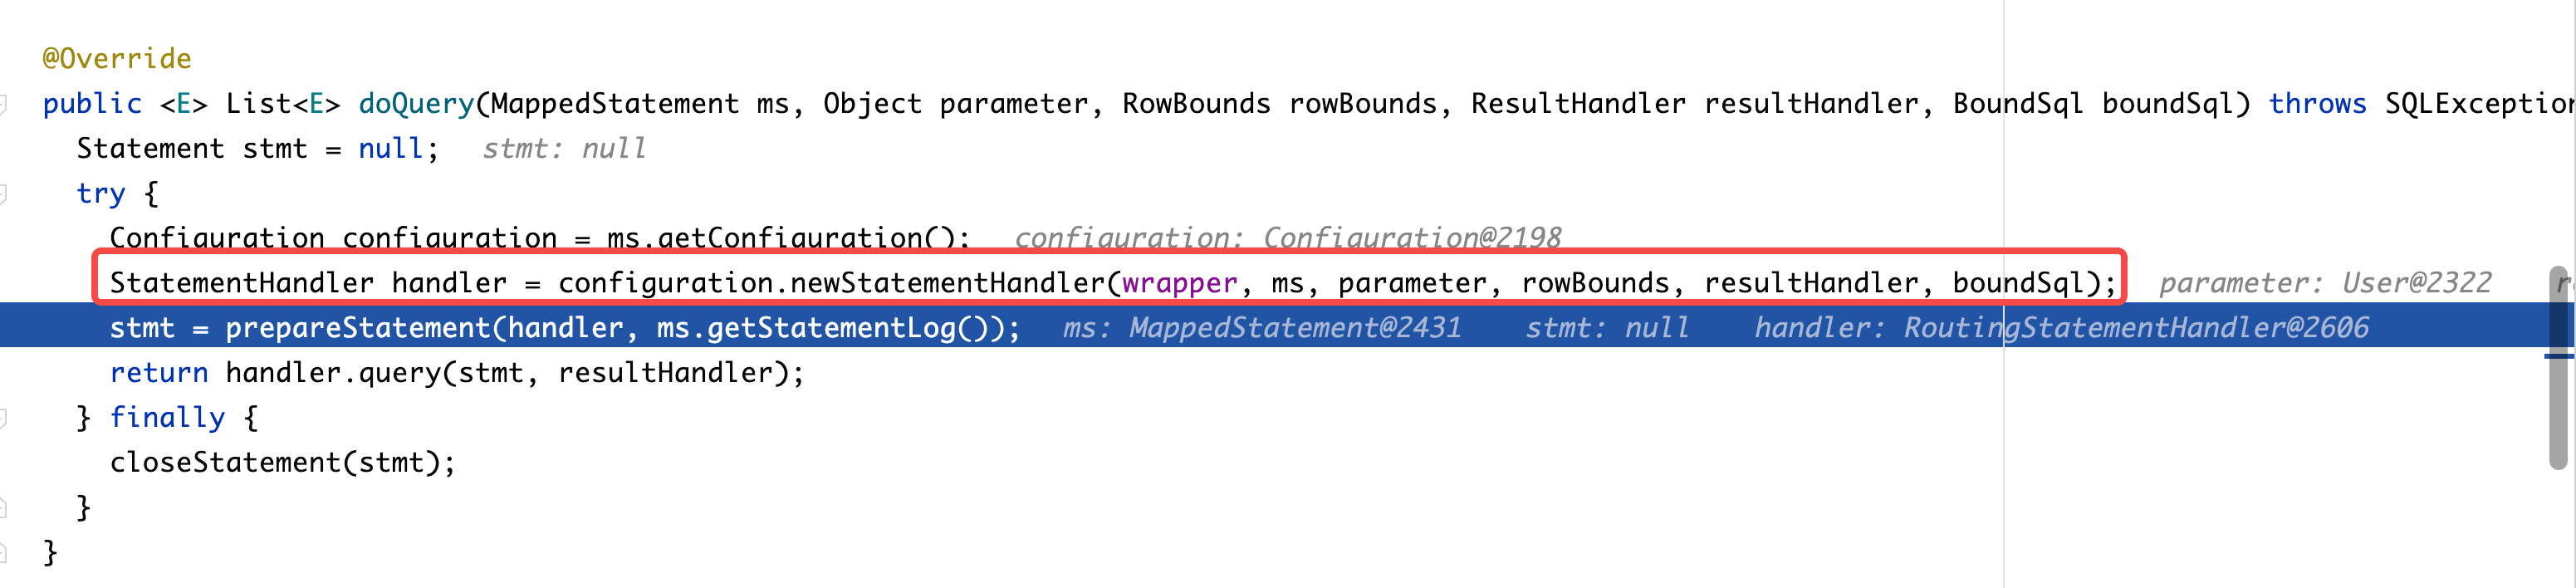 @Override
public <E> List<E> doQuery(MappedStatement ms, Object parameter, RowBounds rowBounds, ResultHandler resultHandler, BoundSql boundSql) throws SQLException
Statement stmt = null; stmt: null
try {
Configuration configuration = ms.getConfiguration(); configuration: Configuration@2198
StatementHandler handler = configuration.newStatementHandler(wrapper, ms, parameter, rowBounds, resultHandler, boundSql); parameter: User@2322
stmt = prepareStatement(handler, ms.getStatementLog()); ms: MappedStatement@2431 stmt: null handler: RoutingStatementHandler@2606
return handler.query(stmt, resultHandler);
} finally {
closeStatement(stmt);
}
}